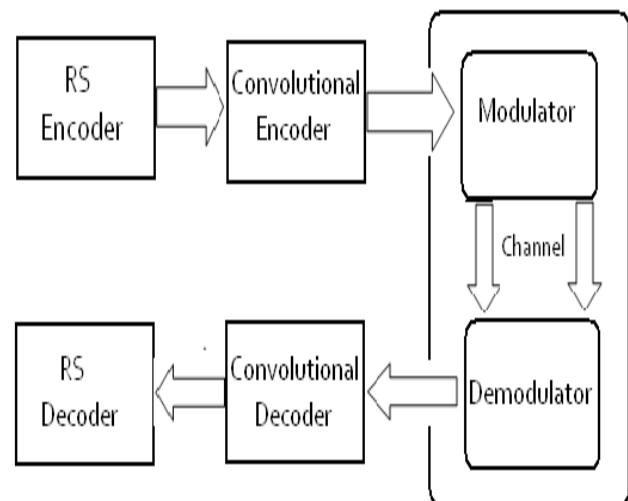 RS
Encoder
Convolutional
Encoder
Modulator
Channel
RS
Decoder
Convolutional
Decoder
Demodulator